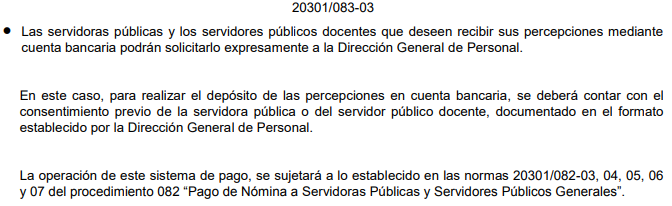 20301/083-03
● Las servidoras públicas y los servidores públicos docentes que deseen recibir sus percepciones mediante
cuenta bancaria podrán solicitarlo expresamente a la Dirección General de Personal.
En este caso, para realizar el depósito de las percepciones en cuenta bancaria, se deberá contar con el
consentimiento previo de la servidora pública o del servidor público docente, documentado en el formato
establecido por la Dirección General de Personal.
La operación de este sistema de pago, se sujetará a lo establecido en las normas 20301/082-03, 04, 05, 06
y 07 del procedimiento 082 “Pago de Nómina a Servidoras Públicas y Servidores Públicos Generales”.